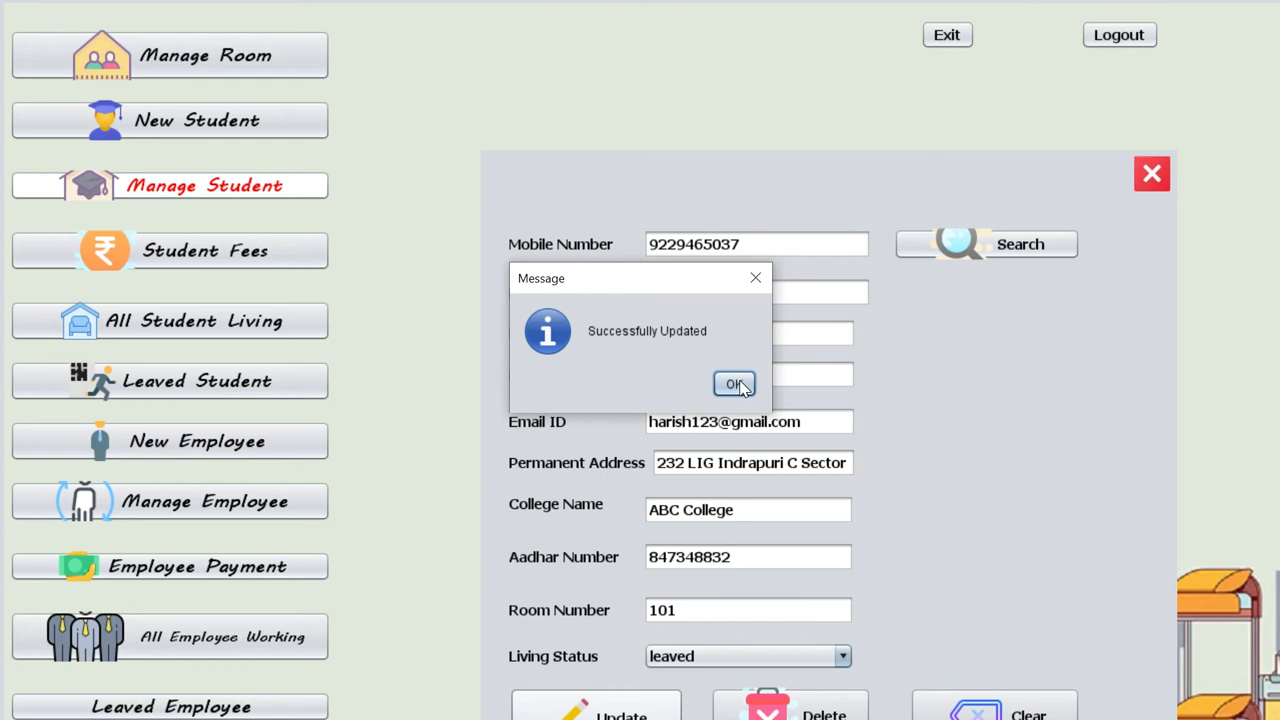 Exit
Logout
Manage Room
New Student
Manage Student
Student Fees
All Student Living
Leaved Student
New Employee
Manage Employee
Employee Payment
All Employee Working
Leaved Employee
Mobile Number 9229465037 Search
Message
Successfully Updated
OK
Email ID harish123@gmail.com
Permanent Address 232 LIG Indrapuri C Sector
College Name ABC College
Aadhar Number 847348832
Room Number 101
Living Status leaved
Update Delete Clear